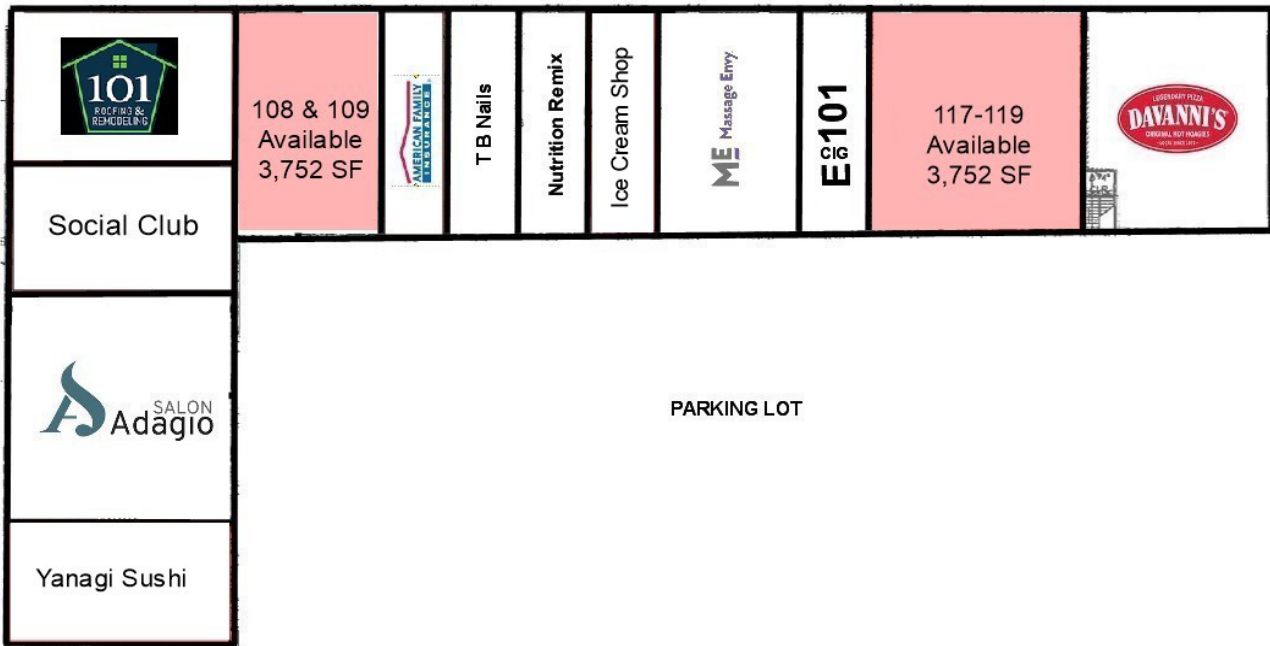 101
ROOFING &
REMODELING
108 & 109
Available
3,752 SF
AMERICAN FAMILY
INSURANCE
T B Nails
Nutrition Remix
Ice Cream Shop
ME Massage Envy
E CIG 101
117-119
Available
3,752 SF
LEGENDARY PIZZA
DAVANNI'S
ORIGINAL HOT HOAGIES
Social Club
SALON
Adagio
PARKING LOT
Yanagi Sushi